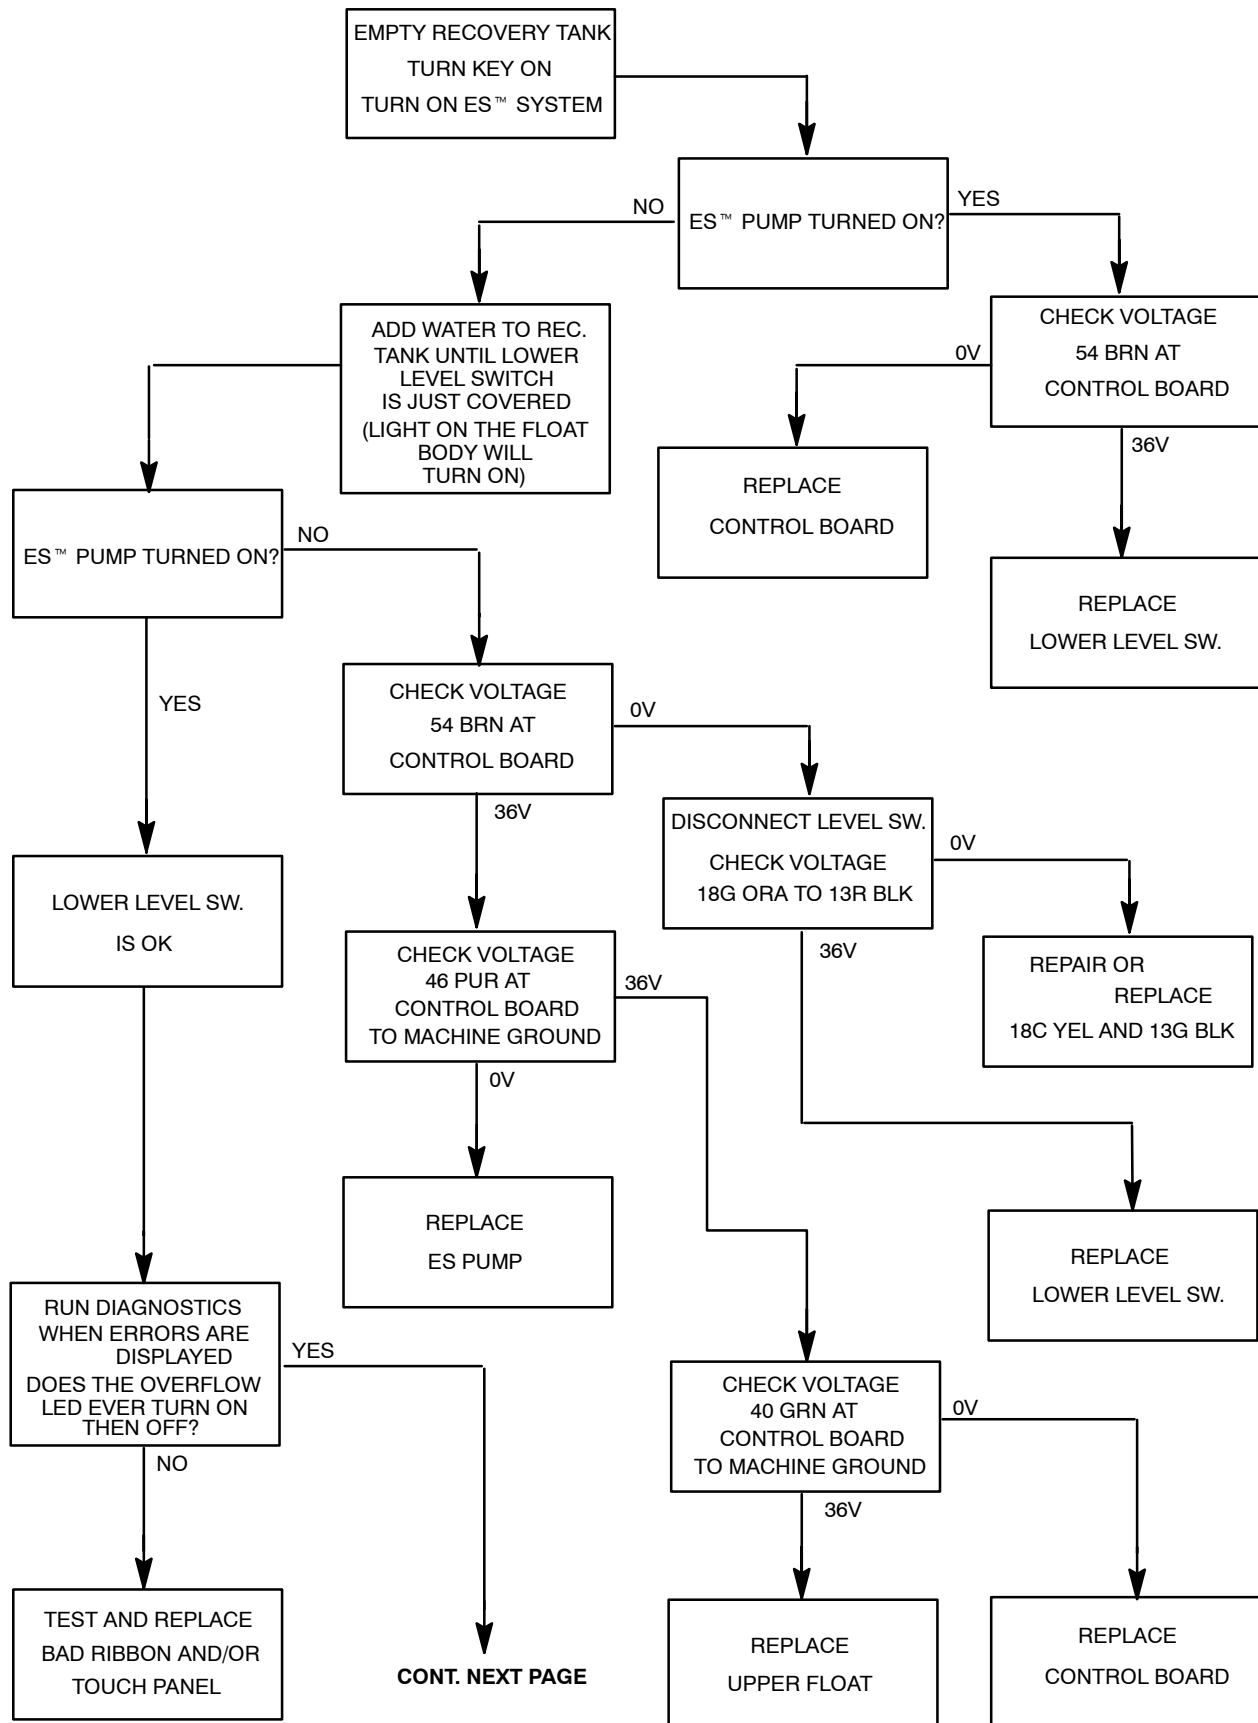 EMPTY RECOVERY TANK
TURN KEY ON
TURN ON ES™ SYSTEM
NO
ES™ PUMP TURNED ON?
YES
ADD WATER TO REC.
TANK UNTIL LOWER
LEVEL SWITCH
IS JUST COVERED
(LIGHT ON THE FLOAT
BODY WILL
TURN ON)
CHECK VOLTAGE
54 BRN AT
CONTROL BOARD
0V
36V
REPLACE
CONTROL BOARD
REPLACE
LOWER LEVEL SW.
ES™ PUMP TURNED ON?
NO
YES
CHECK VOLTAGE
54 BRN AT
CONTROL BOARD
0V
36V
DISCONNECT LEVEL SW.
CHECK VOLTAGE
18G ORA TO 13R BLK
0V
36V
LOWER LEVEL SW.
IS OK
CHECK VOLTAGE
46 PUR AT
CONTROL BOARD
TO MACHINE GROUND
36V
0V
REPAIR OR
REPLACE
18C YEL AND 13G BLK
REPLACE
ES PUMP
REPLACE
LOWER LEVEL SW.
RUN DIAGNOSTICS
WHEN ERRORS ARE
DISPLAYED
DOES THE OVERFLOW
LED EVER TURN ON
THEN OFF?
YES
NO
CHECK VOLTAGE
40 GRN AT
CONTROL BOARD
TO MACHINE GROUND
0V
36V
TEST AND REPLACE
BAD RIBBON AND/OR
TOUCH PANEL
CONT. NEXT PAGE
REPLACE
UPPER FLOAT
REPLACE
CONTROL BOARD